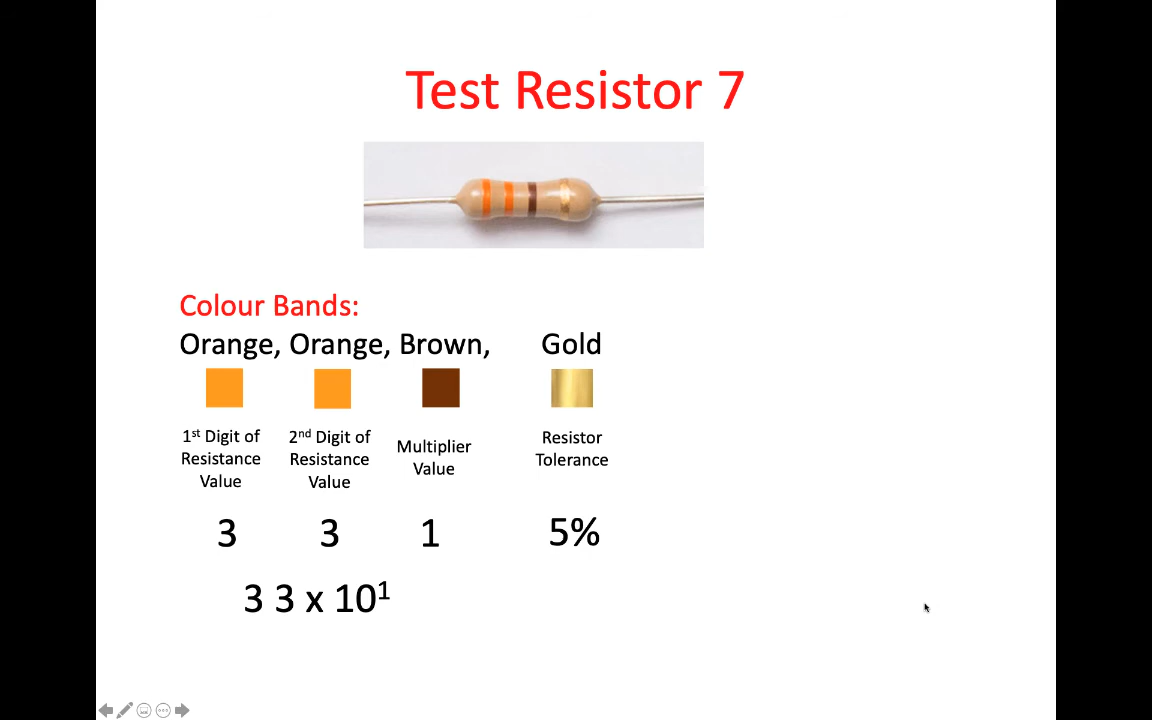 Test Resistor 7
Colour Bands:
Orange, Orange, Brown, Gold
1st Digit of Resistance Value
2nd Digit of Resistance Value
Multiplier Value
Resistor Tolerance
3 3 1 5%
3 3 x 10¹